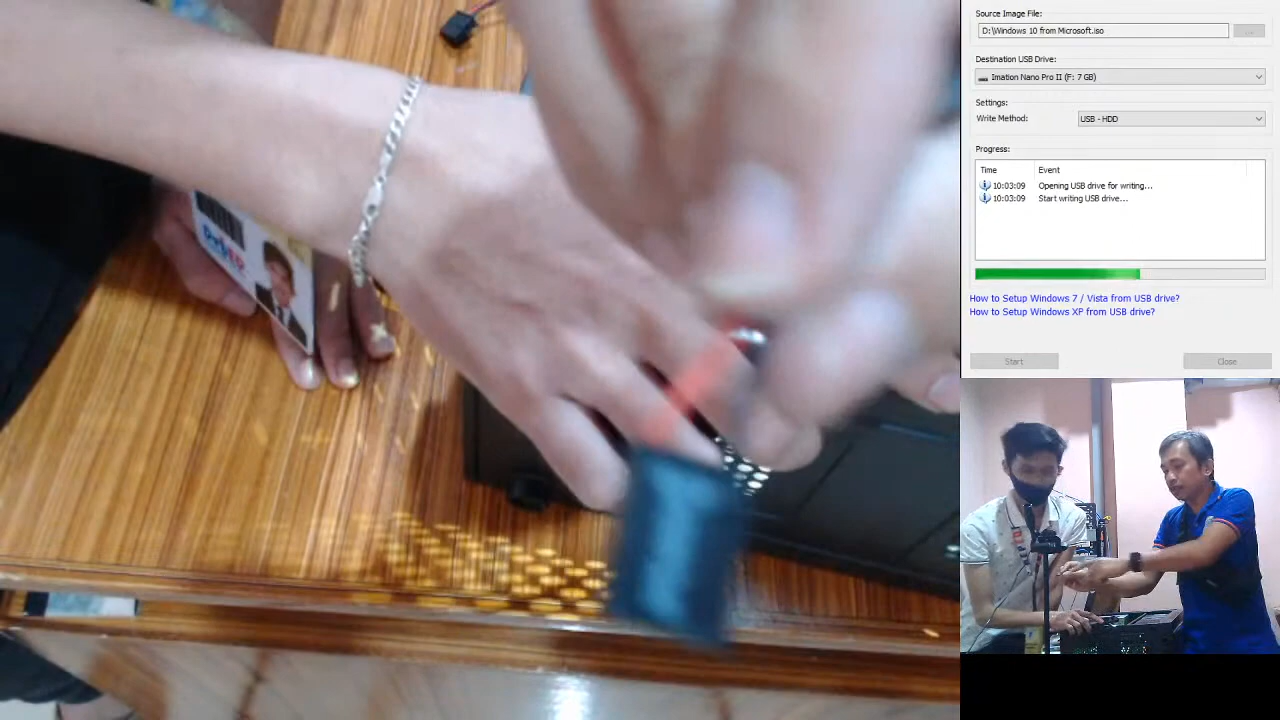 Source Image File:
D:\Windows 10 from Microsoft.iso
...
Destination USB Drive:
Imation Nano Pro II (F: 7 GB)
Settings:
Write Method:
USB - HDD
Progress:
Time Event
10:03:09 Opening USB drive for writing...
10:03:09 Start writing USB drive...
How to Setup Windows 7 / Vista from USB drive?
How to Setup Windows XP from USB drive?
Start Close